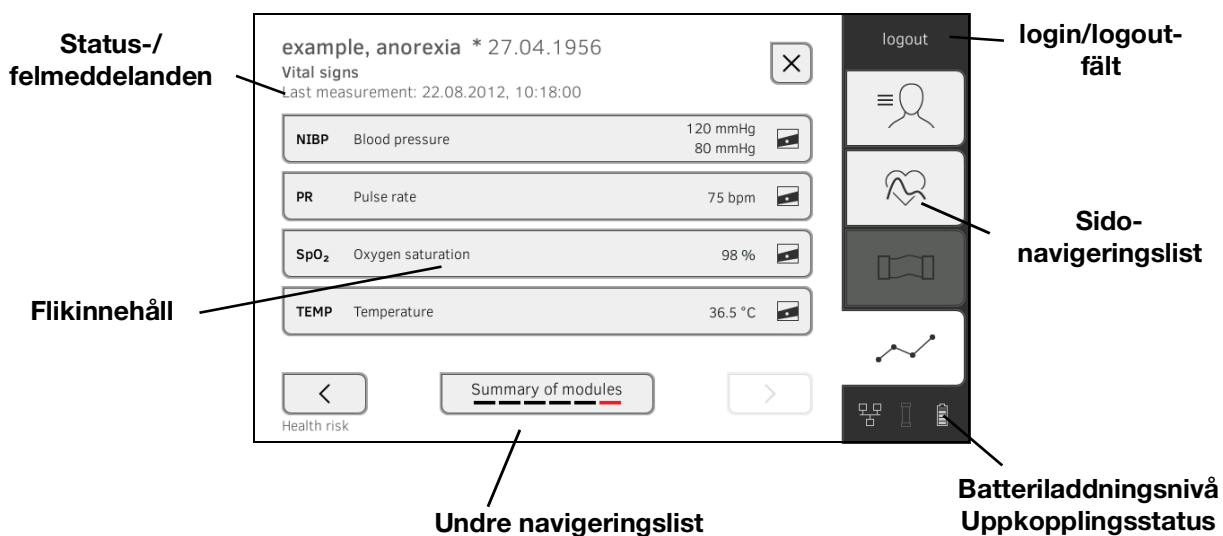 Status-/
felmeddelanden
example, anorexia * 27.04.1956
Vital signs
Last measurement: 22.08.2012, 10:18:00
logout
login/logout-
fält
NIBP Blood pressure 120 mmHg
80 mmHg
PR Pulse rate 75 bpm
SpO₂ Oxygen saturation 98 %
TEMP Temperature 36.5 °C
Sido-
navigeringslist
Flikinnehåll
Summary of modules
Health risk
Undre navigeringslist
Batteriladdningsnivå
Uppkopplingsstatus